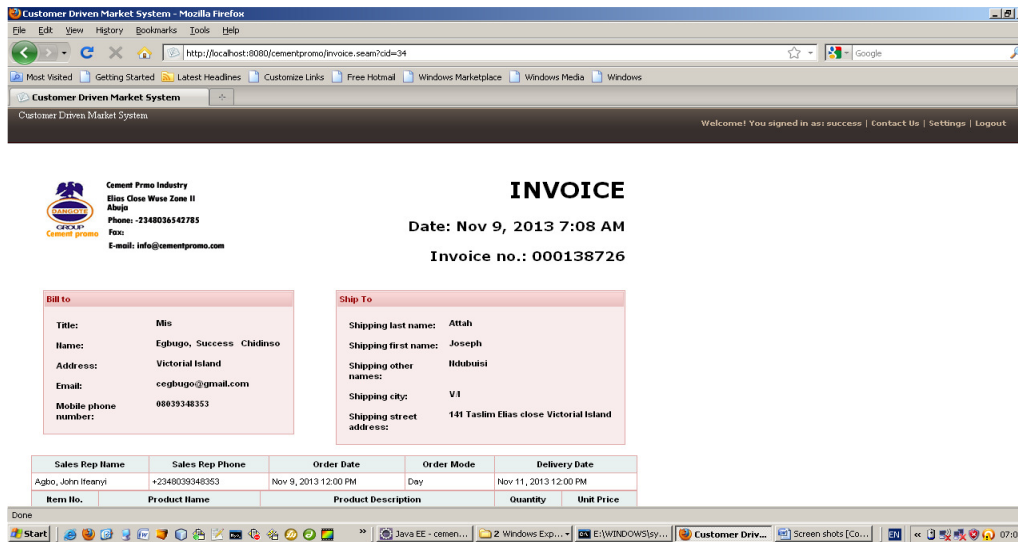 Customer Driven Market System - Mozilla Firefox
File Edit View History Bookmarks Tools Help
http://localhost:8080/cementpromo/invoice.seam?cid=34
Google
Most Visited Getting Started Latest Headlines Customize Links Free Hotmail Windows Marketplace Windows Media Windows
Customer Driven Market System
Customer Driven Market System
Welcome! You signed in as: success | Contact Us | Settings | Logout
DANGOTE
GROUP
Cement promo
Cement Prmo Industry
Elias Close Wuse Zone II
Abuja
Phone: -2348036542785
Fax:
E-mail: info@cementpromo.com
INVOICE
Date: Nov 9, 2013 7:08 AM
Invoice no.: 000138726
Bill to
Title: Mis
Name: Egbugo, Success Chidinso
Address: Victorial Island
Email: cegbugo@gmail.com
Mobile phone number: 08039348353
Ship To
Shipping last name: Attah
Shipping first name: Joseph
Shipping other names: Ndubuisi
Shipping city: V/I
Shipping street address: 141 Taslim Elias close Victorial Island
Sales Rep Name Sales Rep Phone Order Date Order Mode Delivery Date
Agbo, John Ifeanyi +2348039348353 Nov 9, 2013 12:00 PM Day Nov 11, 2013 12:00 PM
Item No. Product Name Product Description Quantity Unit Price
Done
Start Java EE - cemen... 2 Windows Exp... E:\WINDOWS\sy... Customer Driv... Screen shots [Co... EN 07:0